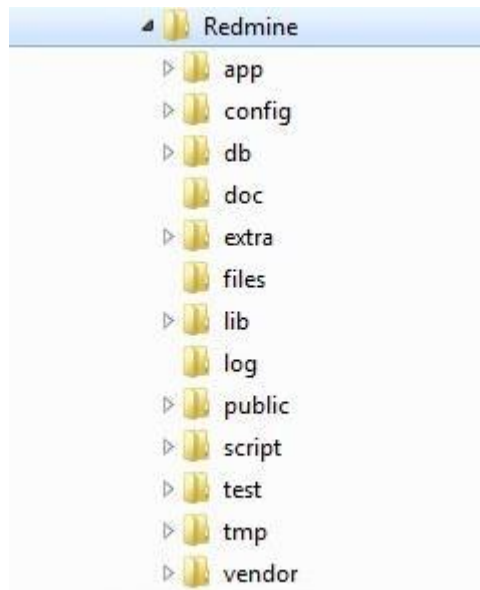 Redmine
app
config
db
doc
extra
files
lib
log
public
script
test
tmp
vendor